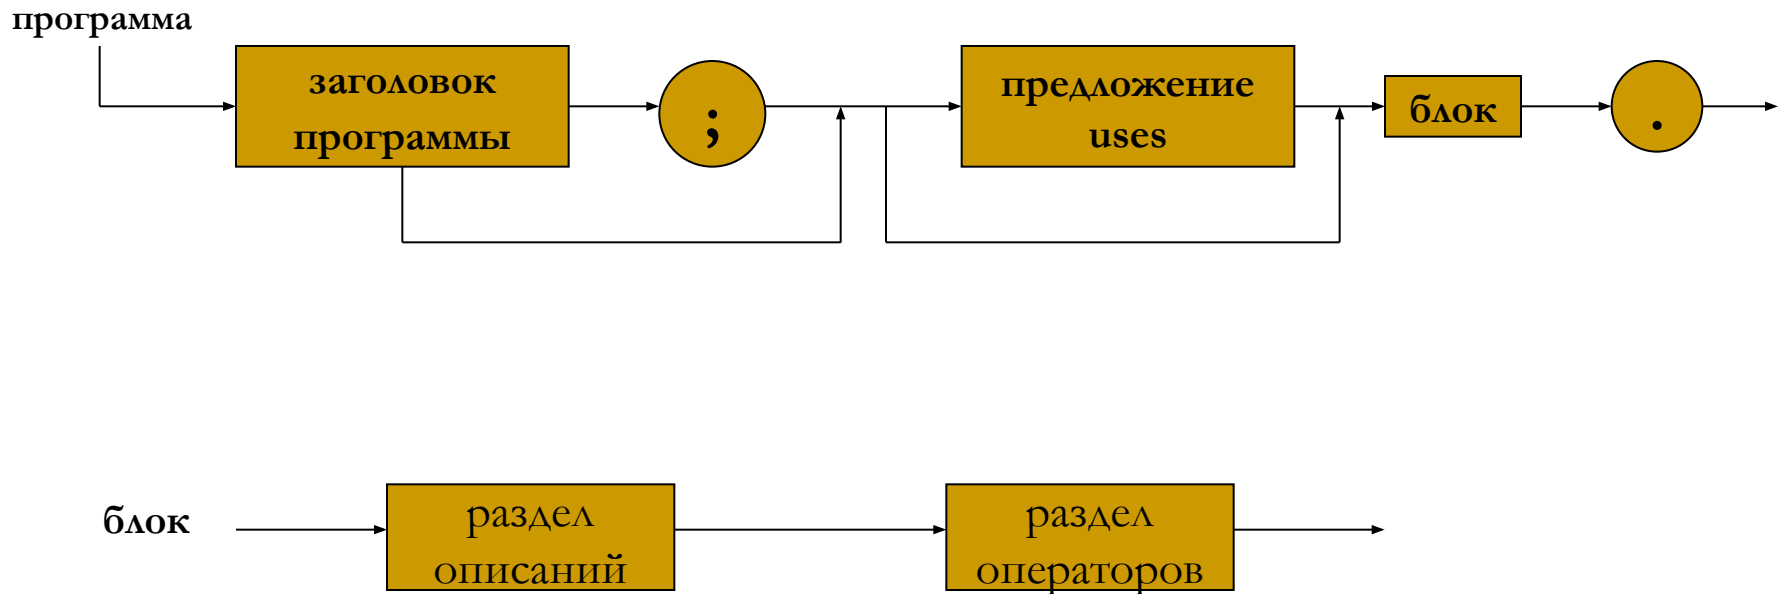 программа
заголовок
программы
;
предложение
uses
блок
.
блок
раздел
описаний
раздел
операторов